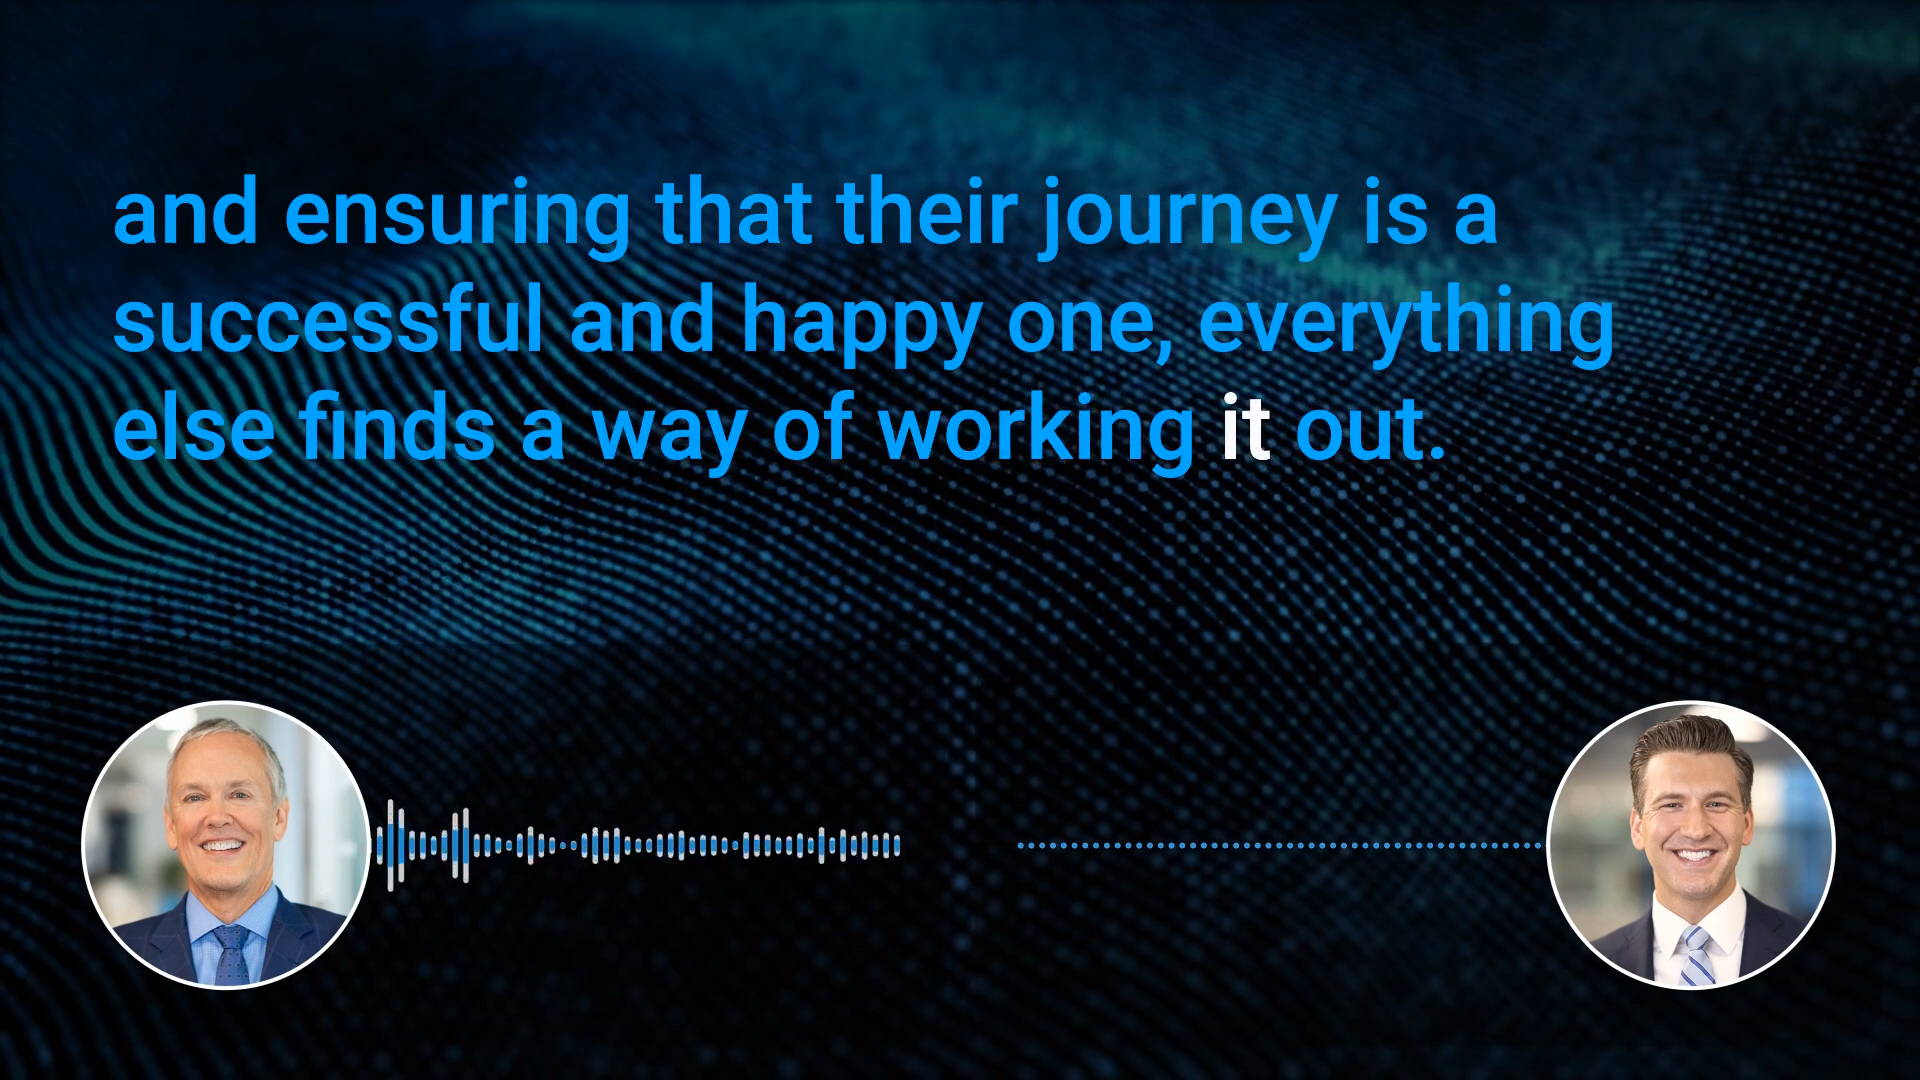 and ensuring that their journey is a
successful and happy one, everything
else finds a way of working it out.